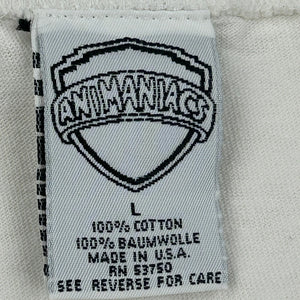 ANIMANIACS
L
100% COTTON
100% BAUMWOLLE
MADE IN U.S.A.
RN 53750
SEE REVERSE FOR CARE